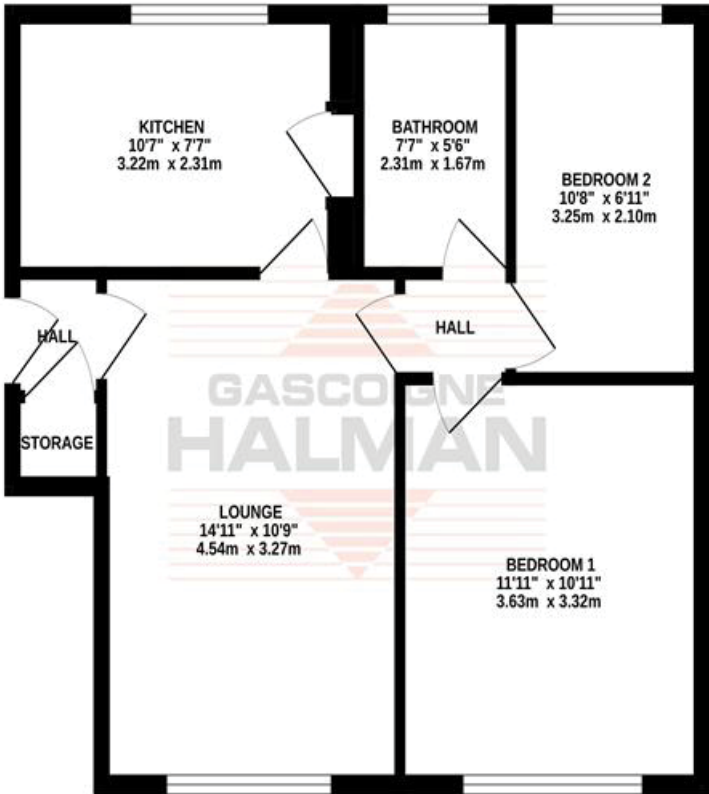 KITCHEN
10'7" x 7'7"
3.22m x 2.31m
BATHROOM
7'7" x 5'6"
2.31m x 1.67m
BEDROOM 2
10'8" x 6'11"
3.25m x 2.10m
HALL
HALL
STORAGE
GASCOIGNE
HALMAN
LOUNGE
14'11" x 10'9"
4.54m x 3.27m
BEDROOM 1
11'11" x 10'11"
3.63m x 3.32m